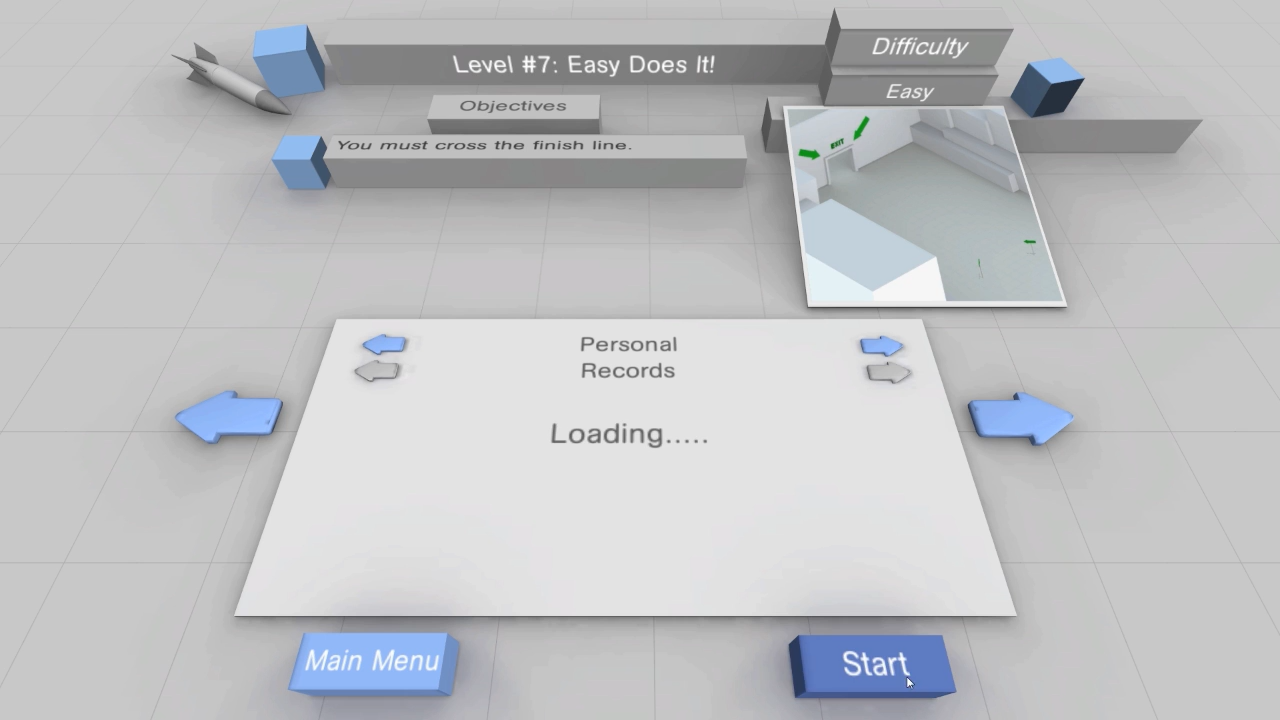 Level #7: Easy Does It!
Difficulty
Easy
Objectives
You must cross the finish line.
EXIT
Personal
Records
Loading.....
Main Menu
Start